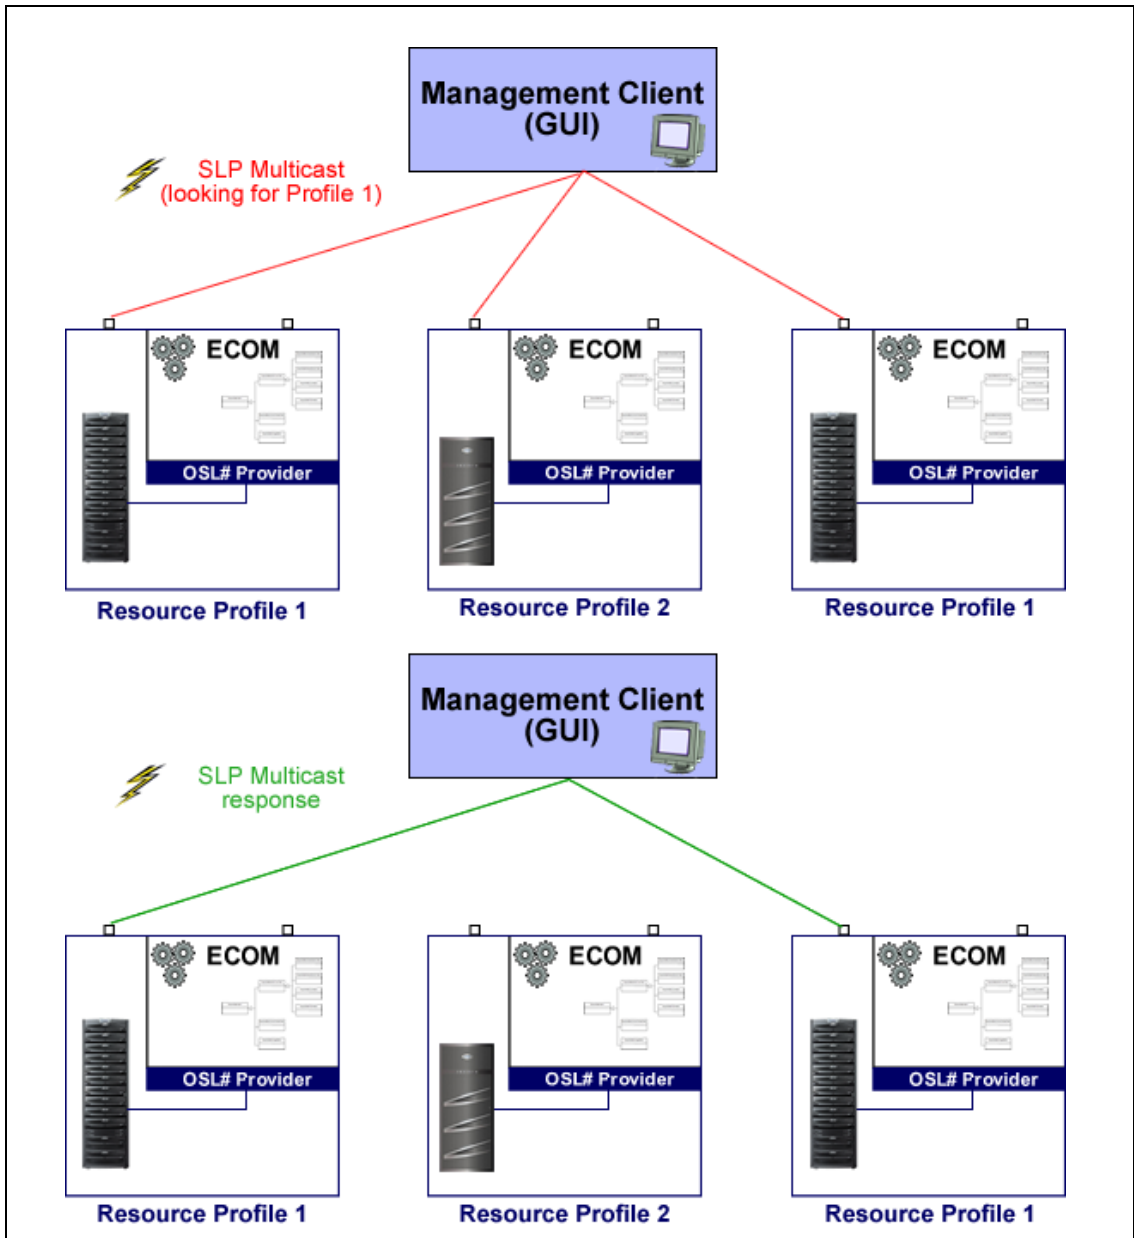 Management Client
(GUI)
SLP Multicast
(looking for Profile 1)
ECOM
OSL# Provider
Resource Profile 1
ECOM
OSL# Provider
Resource Profile 2
ECOM
OSL# Provider
Resource Profile 1
Management Client
(GUI)
SLP Multicast
response
ECOM
OSL# Provider
Resource Profile 1
ECOM
OSL# Provider
Resource Profile 2
ECOM
OSL# Provider
Resource Profile 1